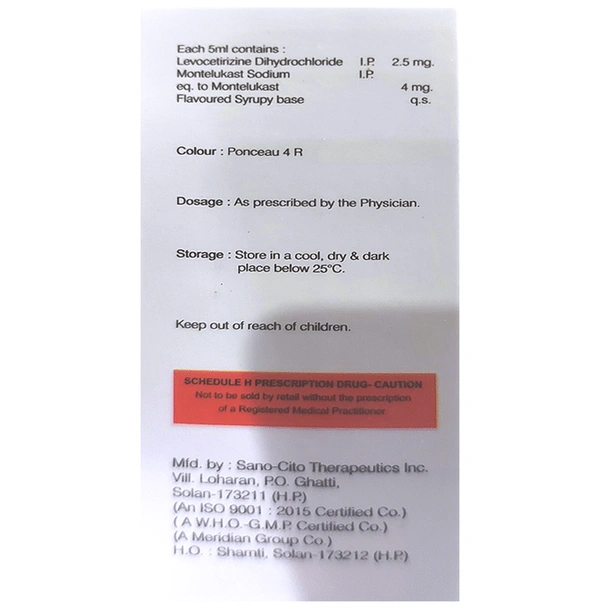 Each 5ml contains :
Levocetirizine Dihydrochloride I.P. 2.5 mg.
Montelukast Sodium I.P.
eq. to Montelukast 4 mg.
Flavoured Syrupy base q.s.
Colour : Ponceau 4 R
Dosage : As prescribed by the Physician.
Storage : Store in a cool, dry & dark
place below 25°C.
Keep out of reach of children.
SCHEDULE H PRESCRIPTION DRUG- CAUTION
Not to be sold by retail without the prescription
of a Registered Medical Practitioner.
Mfd. by : Sano-Cito Therapeutics Inc.
Vill. Loharan, P.O. Ghatti,
Solan-173211 (H.P.)
(An ISO 9001 : 2015 Certified Co.)
( A W.H.O.-G.M.P. Certified Co.)
(A Meridian Group Co.)
H.O. : Shamti, Solan-173212 (H.P.)